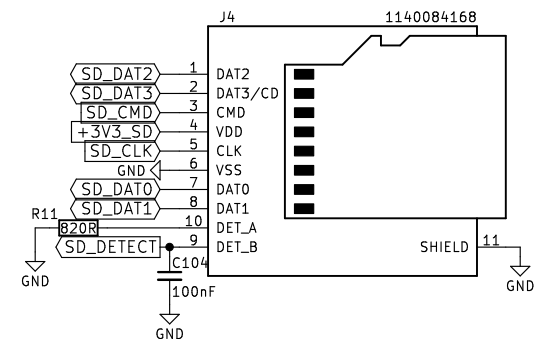 J4 1140084168
SD_DAT2 1 DAT2
SD_DAT3 2 DAT3/CD
SD_CMD 3 CMD
+3V3_SD 4 VDD
SD_CLK 5 CLK
GND 6 VSS
SD_DAT0 7 DAT0
SD_DAT1 8 DAT1
R11 820R 10 DET_A
SD_DETECT 9 DET_B SHIELD 11
C104
GND 100nF GND
GND